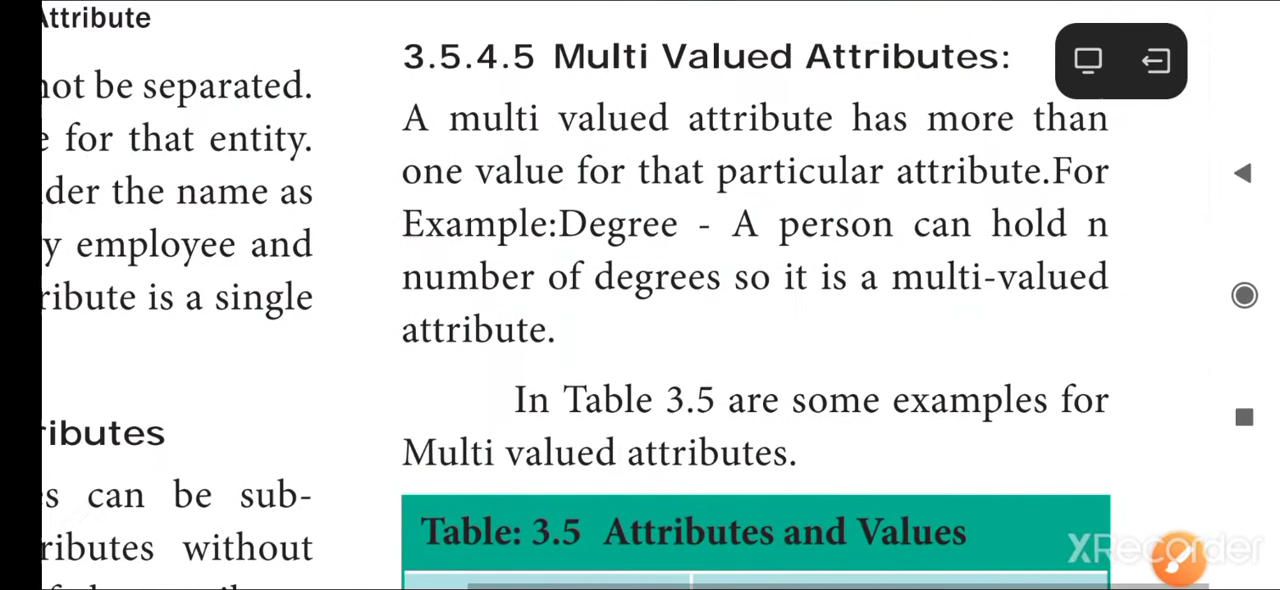 Attribute
not be separated.
e for that entity.
der the name as
y employee and
ribute is a single
ributes
s can be sub-
ributes without
3.5.4.5 Multi Valued Attributes:
A multi valued attribute has more than
one value for that particular attribute.For
Example:Degree - A person can hold n
number of degrees so it is a multi-valued
attribute.
In Table 3.5 are some examples for
Multi valued attributes.
Table: 3.5 Attributes and Values
XRecorder